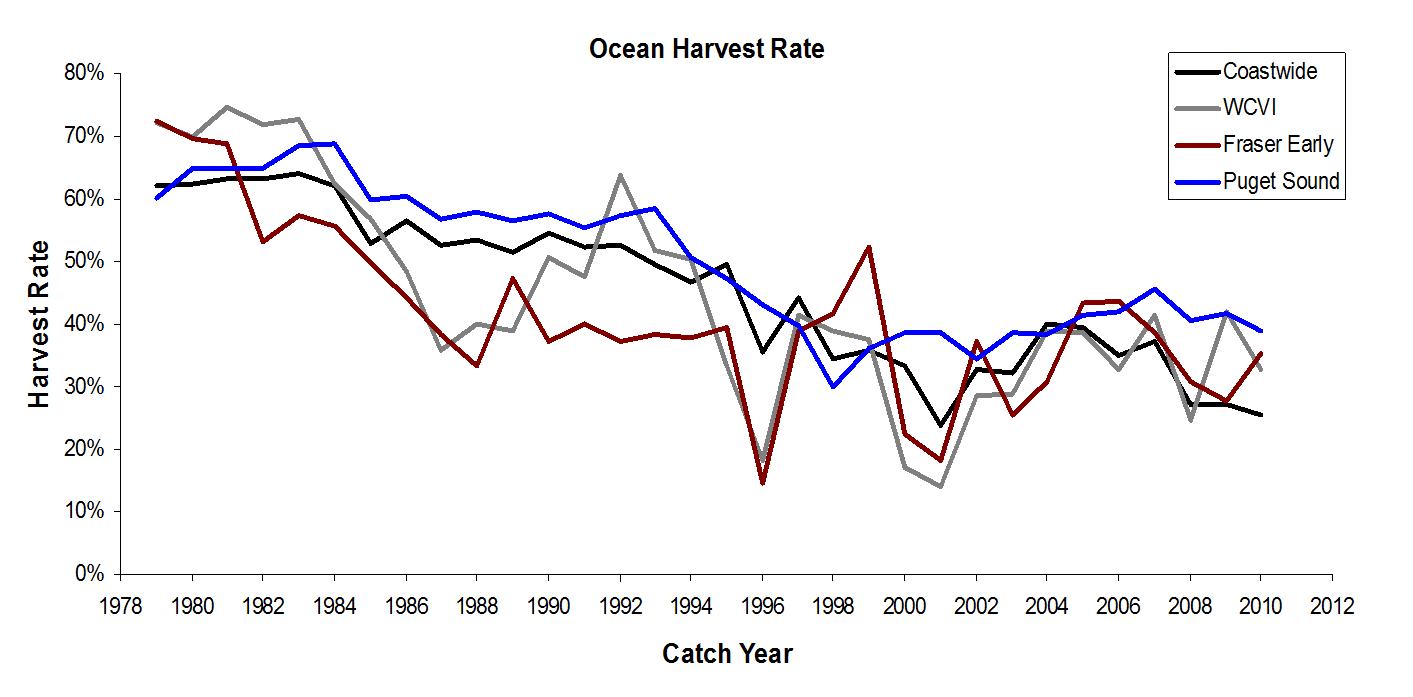 Ocean Harvest Rate
Coastwide
WCVI
Fraser Early
Puget Sound
80%
70%
60%
50%
40%
30%
20%
10%
0%
Harvest Rate
1978 1980 1982 1984 1986 1988 1990 1992 1994 1996 1998 2000 2002 2004 2006 2008 2010 2012
Catch Year